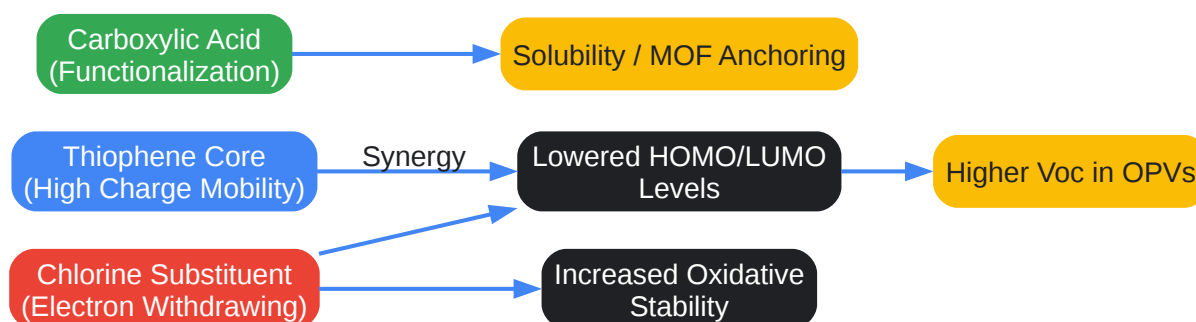 Carboxylic Acid
(Functionalization)
Solubility / MOF Anchoring
Thiophene Core
(High Charge Mobility)
Synergy
Lowered HOMO/LUMO
Levels
Higher Voc in OPVs
Chlorine Substituent
(Electron Withdrawing)
Increased Oxidative
Stability